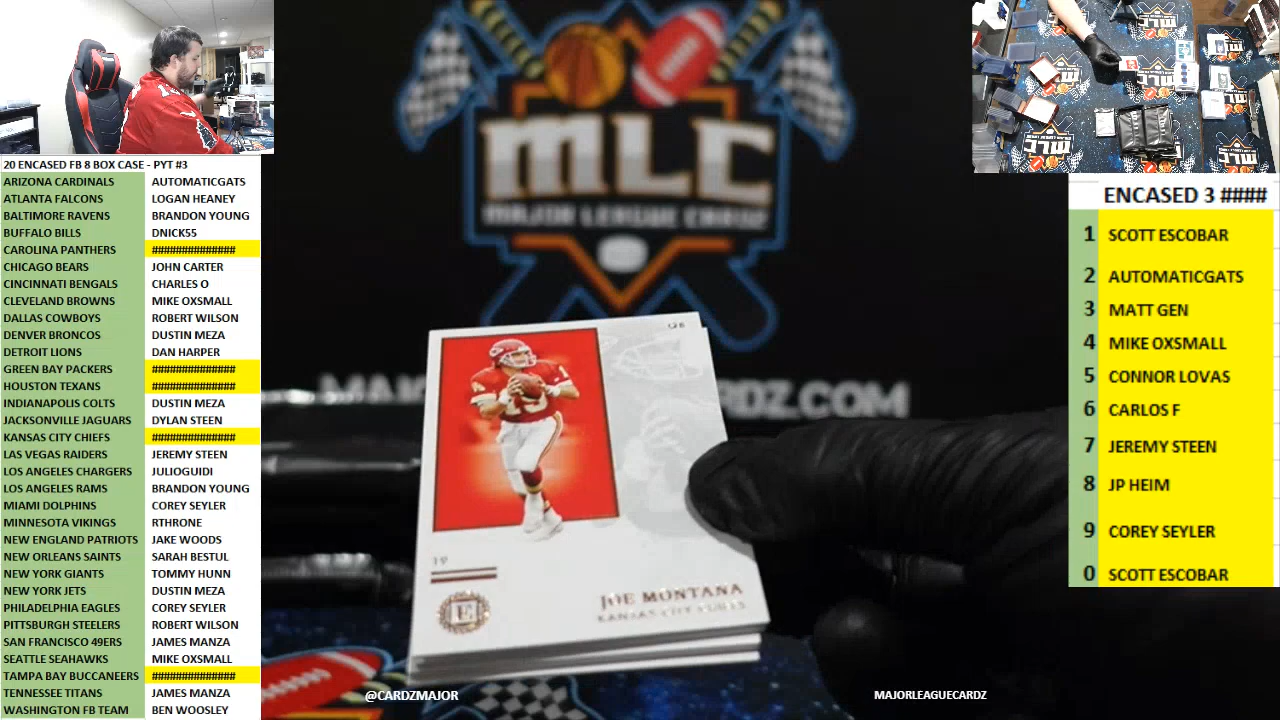 20 ENCASED FB 8 BOX CASE - PYT #3
ARIZONA CARDINALS AUTOMATICGATS
ATLANTA FALCONS LOGAN HEANEY
BALTIMORE RAVENS BRANDON YOUNG
BUFFALO BILLS DNICK55
CAROLINA PANTHERS ##############
CHICAGO BEARS JOHN CARTER
CINCINNATI BENGALS CHARLES O
CLEVELAND BROWNS MIKE OXSMALL
DALLAS COWBOYS ROBERT WILSON
DENVER BRONCOS DUSTIN MEZA
DETROIT LIONS DAN HARPER
GREEN BAY PACKERS ##############
HOUSTON TEXANS ##############
INDIANAPOLIS COLTS DUSTIN MEZA
JACKSONVILLE JAGUARS DYLAN STEEN
KANSAS CITY CHIEFS ##############
LAS VEGAS RAIDERS JEREMY STEEN
LOS ANGELES CHARGERS JULIOGUIDI
LOS ANGELES RAMS BRANDON YOUNG
MIAMI DOLPHINS COREY SEYLER
MINNESOTA VIKINGS RTHRONE
NEW ENGLAND PATRIOTS JAKE WOODS
NEW ORLEANS SAINTS SARAH BESTUL
NEW YORK GIANTS TOMMY HUNN
NEW YORK JETS DUSTIN MEZA
PHILADELPHIA EAGLES COREY SEYLER
PITTSBURGH STEELERS ROBERT WILSON
SAN FRANCISCO 49ERS JAMES MANZA
SEATTLE SEAHAWKS MIKE OXSMALL
TAMPA BAY BUCCANEERS ##############
TENNESSEE TITANS JAMES MANZA
WASHINGTON FB TEAM BEN WOOSLEY
MLC
MAJOR LEAGUE CARDZ
CARDZ.COM
QB
19
E
JOE MONTANA
KANSAS CITY CHIEFS
@CARDZMAJOR
MAJORLEAGUECARDZ
ENCASED 3 ####
1 SCOTT ESCOBAR
2 AUTOMATICGATS
3 MATT GEN
4 MIKE OXSMALL
5 CONNOR LOVAS
6 CARLOS F
7 JEREMY STEEN
8 JP HEIM
9 COREY SEYLER
0 SCOTT ESCOBAR